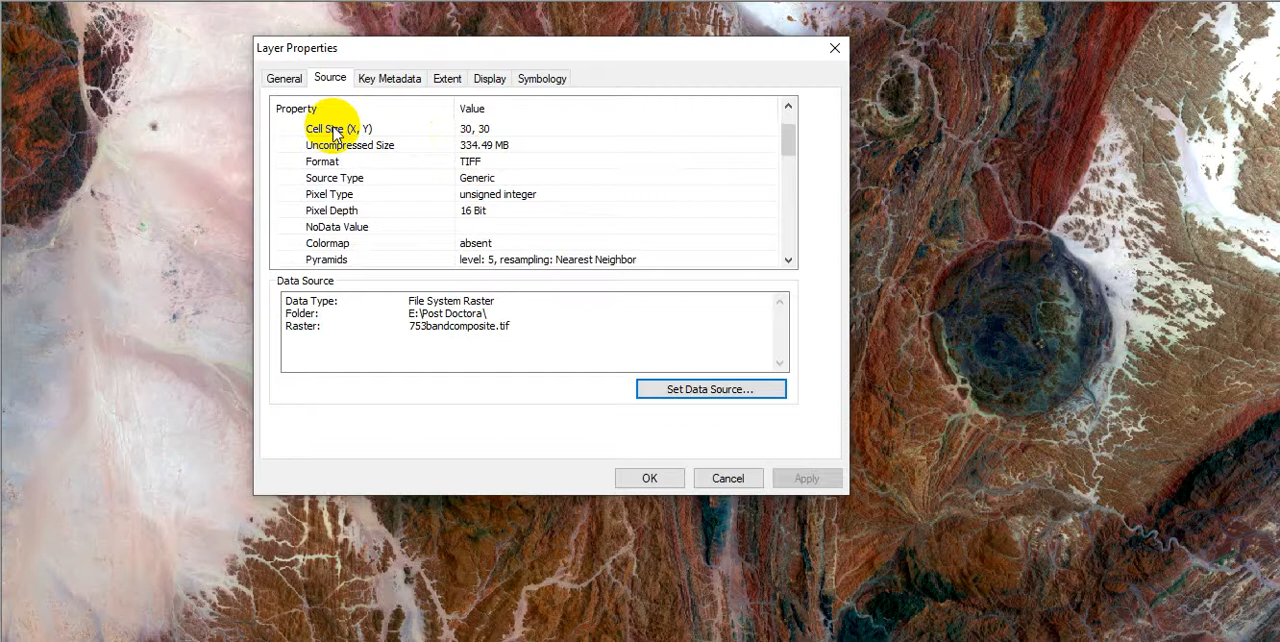 Layer Properties
General Source Key Metadata Extent Display Symbology
Property Value
Cell Size (X, Y) 30, 30
Uncompressed Size 334.49 MB
Format TIFF
Source Type Generic
Pixel Type unsigned integer
Pixel Depth 16 Bit
NoData Value
Colormap absent
Pyramids level: 5, resampling: Nearest Neighbor
Data Source
Data Type: File System Raster
Folder: E:\Post Doctora\
Raster: 753bandcomposite.tif
Set Data Source...
OK Cancel Apply